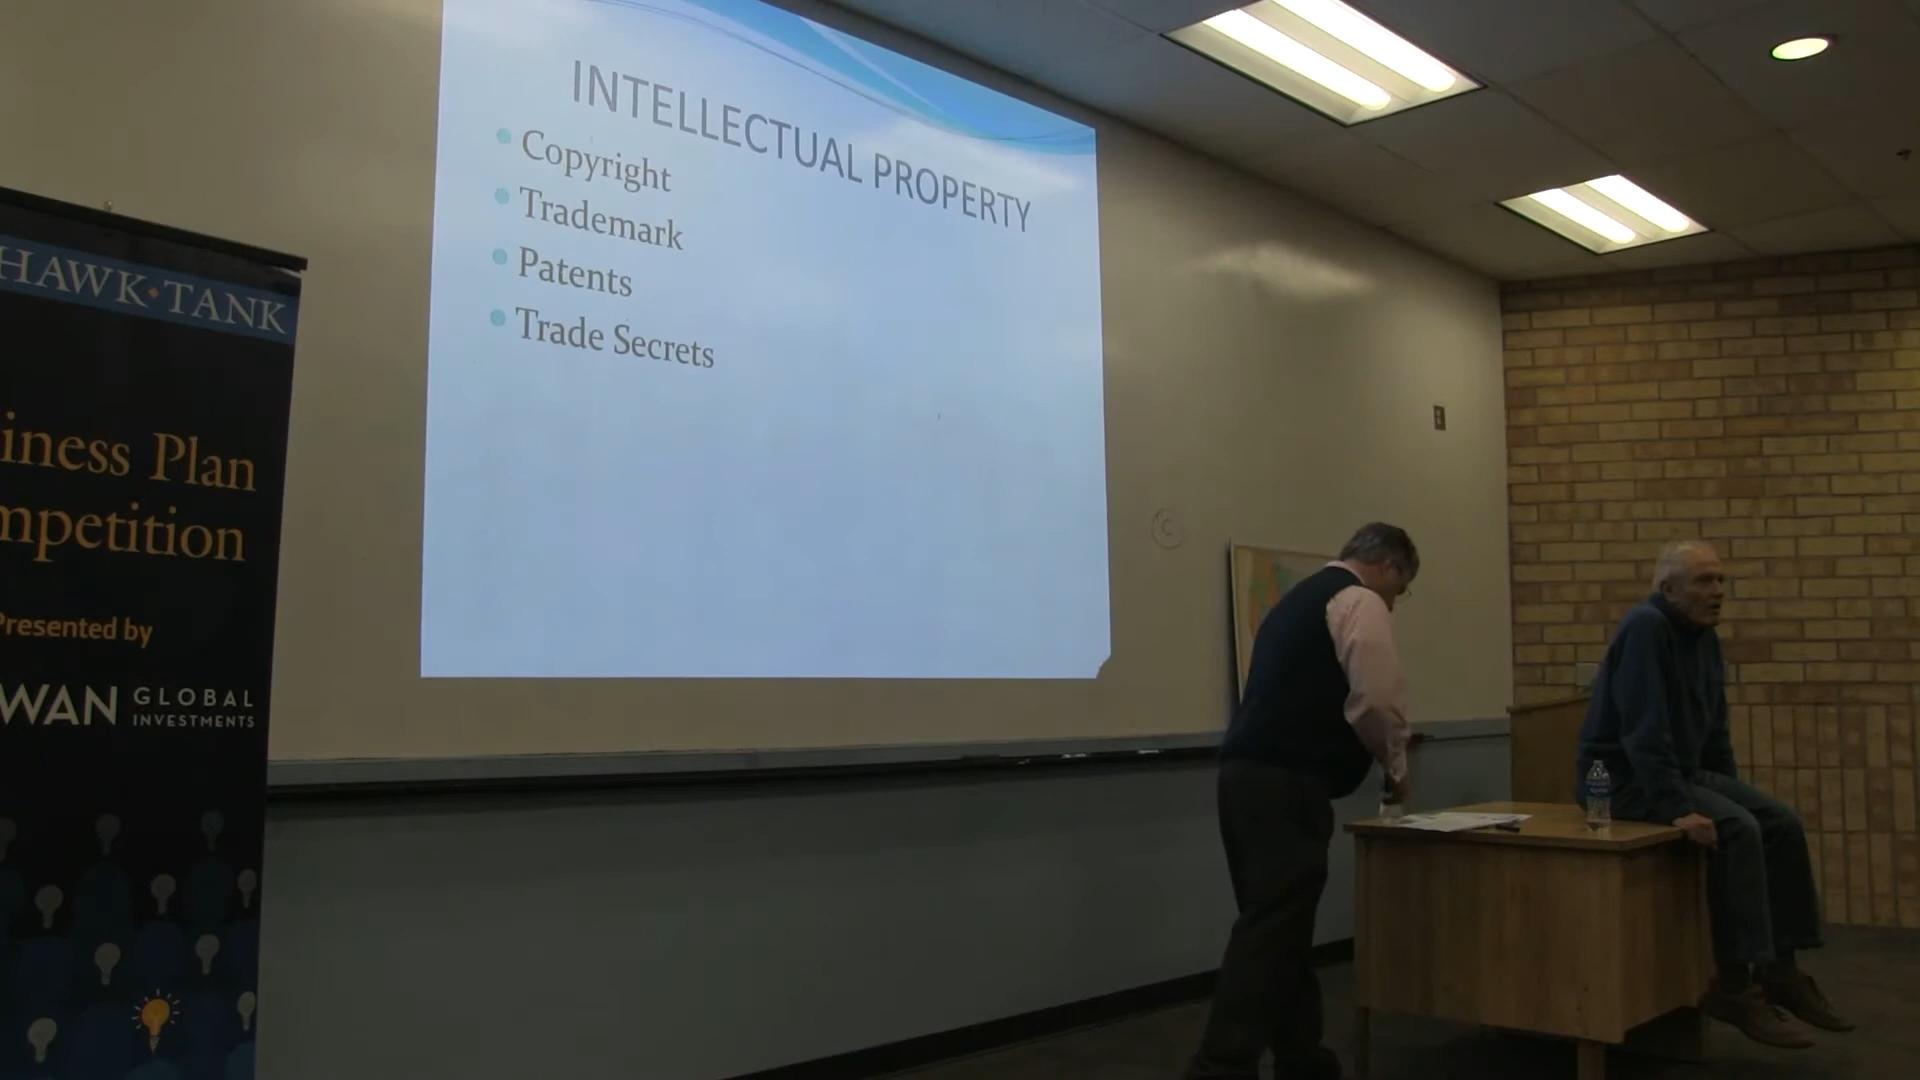 INTELLECTUAL PROPERTY
Copyright
Trademark
Patents
Trade Secrets
HAWK•TANK
iness Plan
mpetition
Presented by
WAN GLOBAL
INVESTMENTS
©